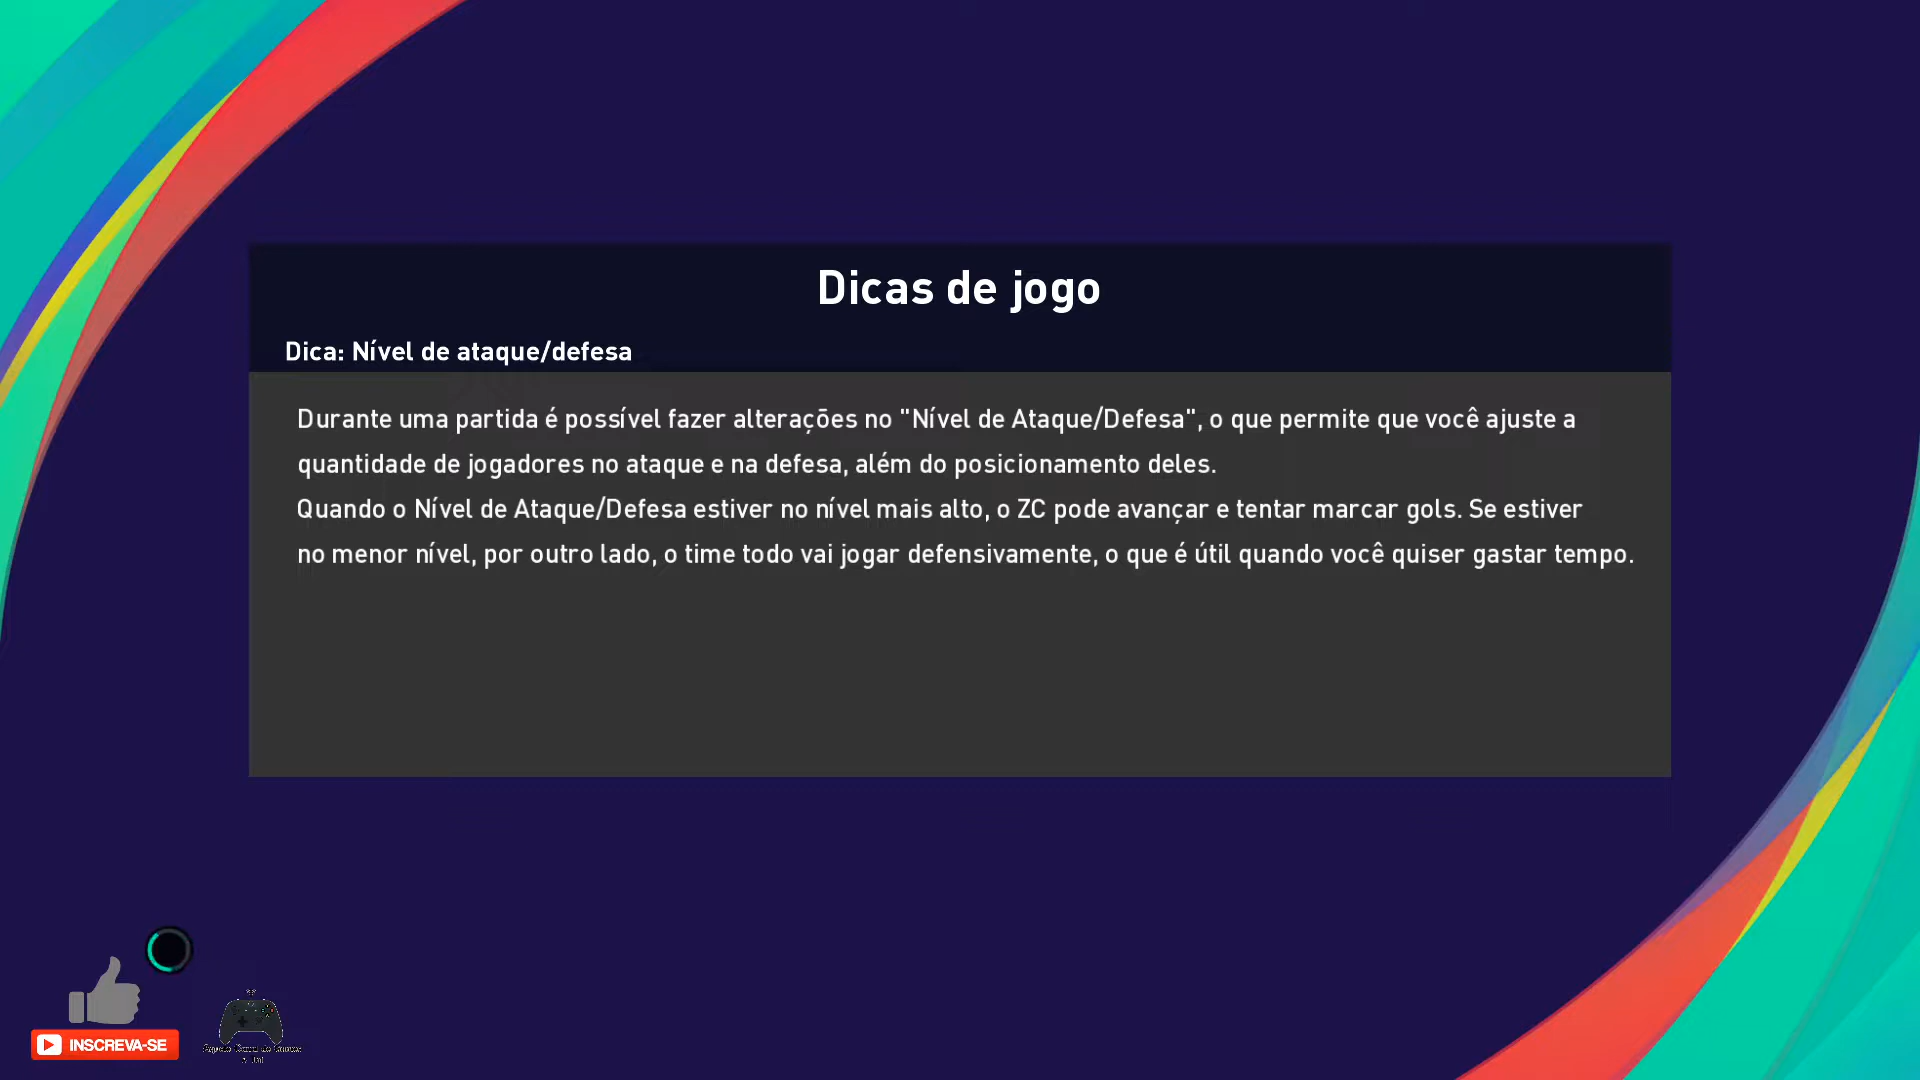 Dicas de jogo
Dica: Nível de ataque/defesa
Durante uma partida é possível fazer alterações no "Nível de Ataque/Defesa", o que permite que você ajuste a
quantidade de jogadores no ataque e na defesa, além do posicionamento deles.
Quando o Nível de Ataque/Defesa estiver no nível mais alto, o ZC pode avançar e tentar marcar gols. Se estiver
no menor nível, por outro lado, o time todo vai jogar defensivamente, o que é útil quando você quiser gastar tempo.
INSCREVA-SE